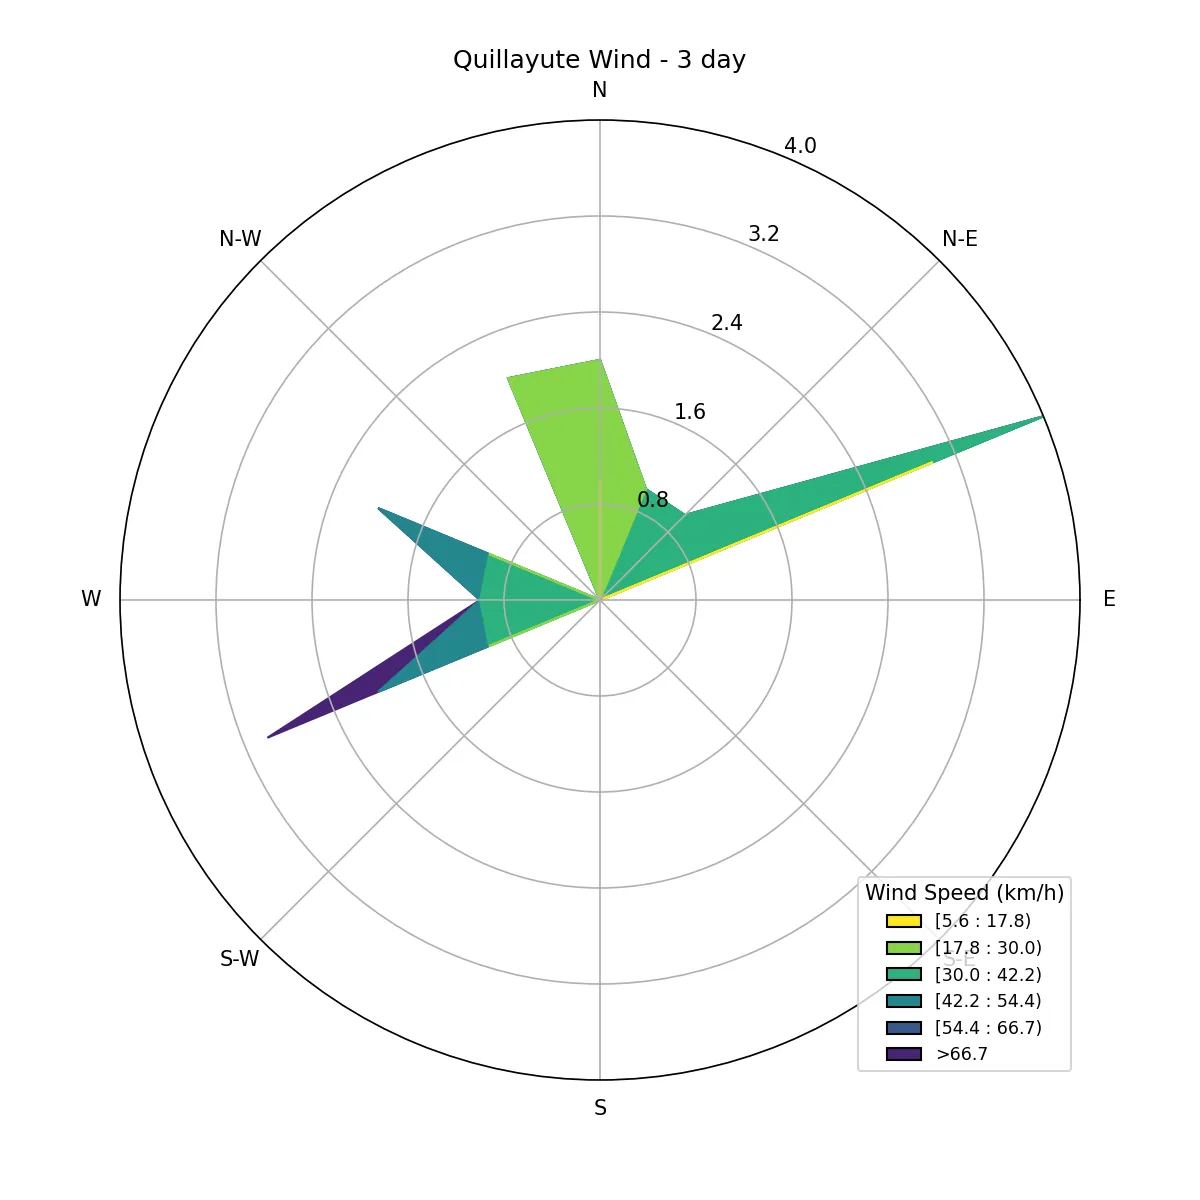 Quillayute Wind - 3 day
N
4.0
3.2
N-W
N-E
2.4
1.6
0.8
W
E
Wind Speed (km/h)
[5.6 : 17.8)
[17.8 : 30.0)
S-W
S-E
[30.0 : 42.2)
[42.2 : 54.4)
[54.4 : 66.7)
>66.7
S